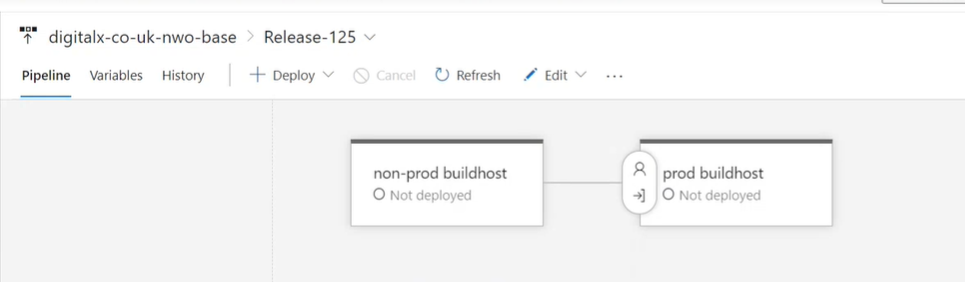 digitalx-co-uk-nwo-base > Release-125
Pipeline Variables History + Deploy Cancel Refresh Edit ...
non-prod buildhost
Not deployed
prod buildhost
Not deployed